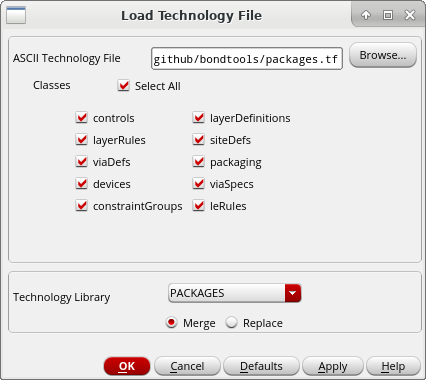 Load Technology File
ASCII Technology File github/bondtools/packages.tf Browse...
Classes Select All
controls layerDefinitions
layerRules siteDefs
viaDefs packaging
devices viaSpecs
constraintGroups leRules
Technology Library PACKAGES
Merge Replace
OK Cancel Defaults Apply Help